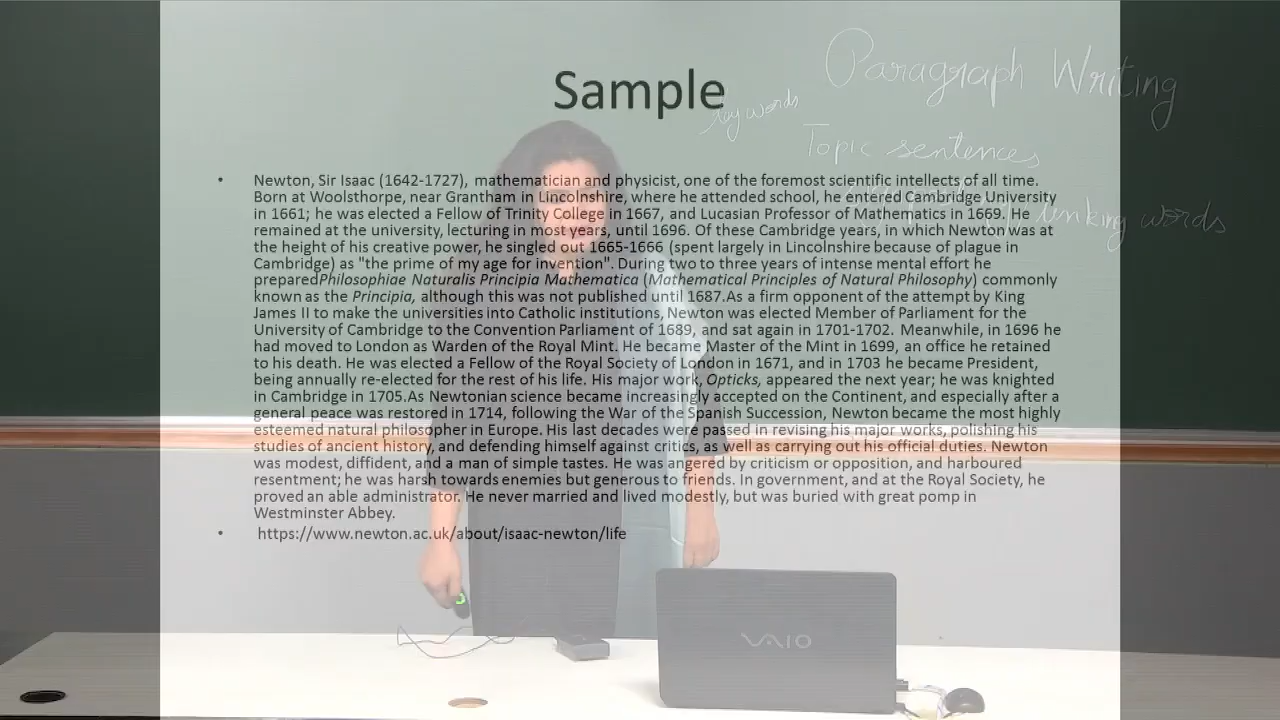 Sample
Paragraph Writing
key words
Topic sentences
linking words
• Newton, Sir Isaac (1642-1727), mathematician and physicist, one of the foremost scientific intellects of all time.
Born at Woolsthorpe, near Grantham in Lincolnshire, where he attended school, he entered Cambridge University
in 1661; he was elected a Fellow of Trinity College in 1667, and Lucasian Professor of Mathematics in 1669. He
remained at the university, lecturing in most years, until 1696. Of these Cambridge years, in which Newton was at
the height of his creative power, he singled out 1665-1666 (spent largely in Lincolnshire because of plague in
Cambridge) as "the prime of my age for invention". During two to three years of intense mental effort he
preparedPhilosophiae Naturalis Principia Mathematica (Mathematical Principles of Natural Philosophy) commonly
known as the Principia, although this was not published until 1687.As a firm opponent of the attempt by King
James II to make the universities into Catholic institutions, Newton was elected Member of Parliament for the
University of Cambridge to the Convention Parliament of 1689, and sat again in 1701-1702. Meanwhile, in 1696 he
had moved to London as Warden of the Royal Mint. He became Master of the Mint in 1699, an office he retained
to his death. He was elected a Fellow of the Royal Society of London in 1671, and in 1703 he became President,
being annually re-elected for the rest of his life. His major work, Opticks, appeared the next year; he was knighted
in Cambridge in 1705.As Newtonian science became increasingly accepted on the Continent, and especially after a
general peace was restored in 1714, following the War of the Spanish Succession, Newton became the most highly
esteemed natural philosopher in Europe. His last decades were passed in revising his major works, polishing his
studies of ancient history, and defending himself against critics, as well as carrying out his official duties. Newton
was modest, diffident, and a man of simple tastes. He was angered by criticism or opposition, and harboured
resentment; he was harsh towards enemies but generous to friends. In government, and at the Royal Society, he
proved an able administrator. He never married and lived modestly, but was buried with great pomp in
Westminster Abbey.
• https://www.newton.ac.uk/about/isaac-newton/life
VAIO